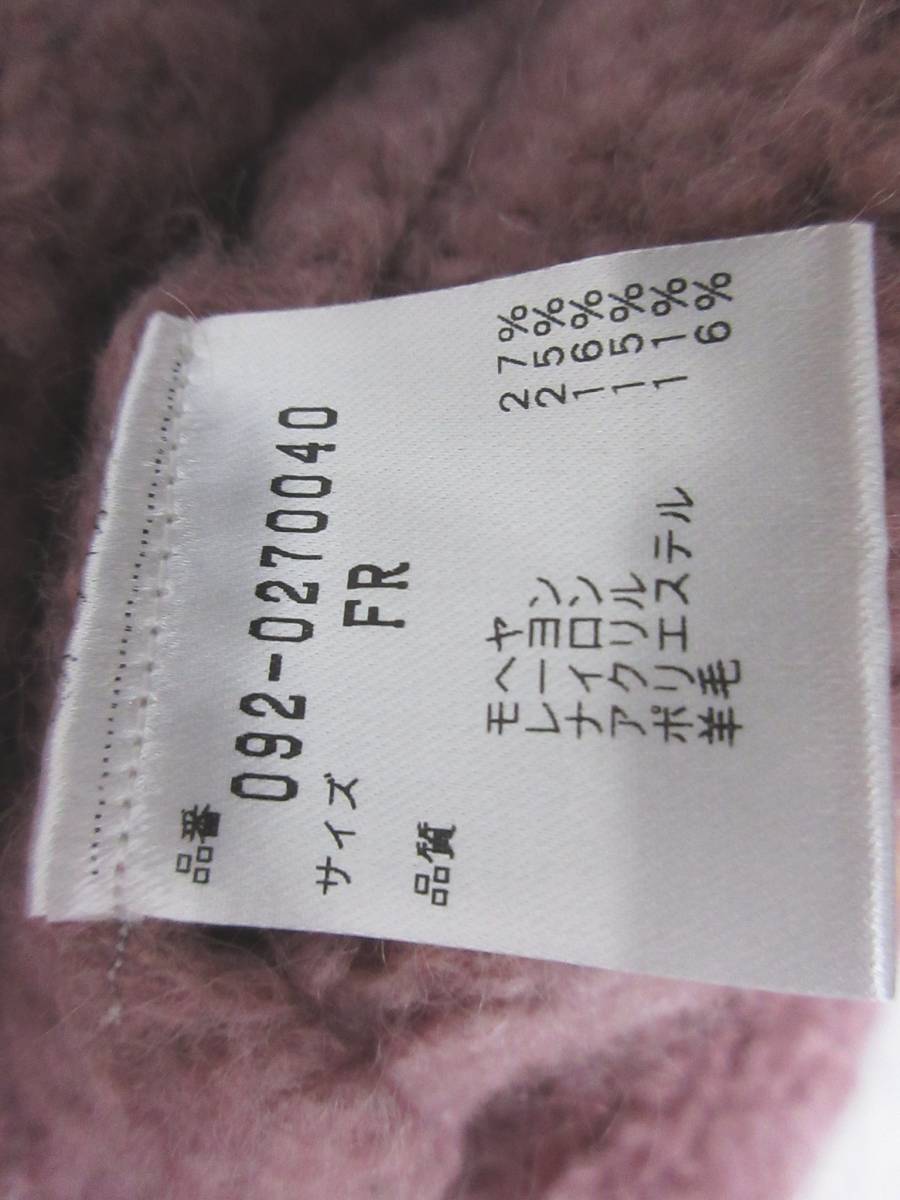 品番
092-0270040
サイズ FR
品質
モヘヤ 27%
レーヨン 25%
ナイロン 16%
アクリル 15%
ポリエステル 11%
羊毛 6%